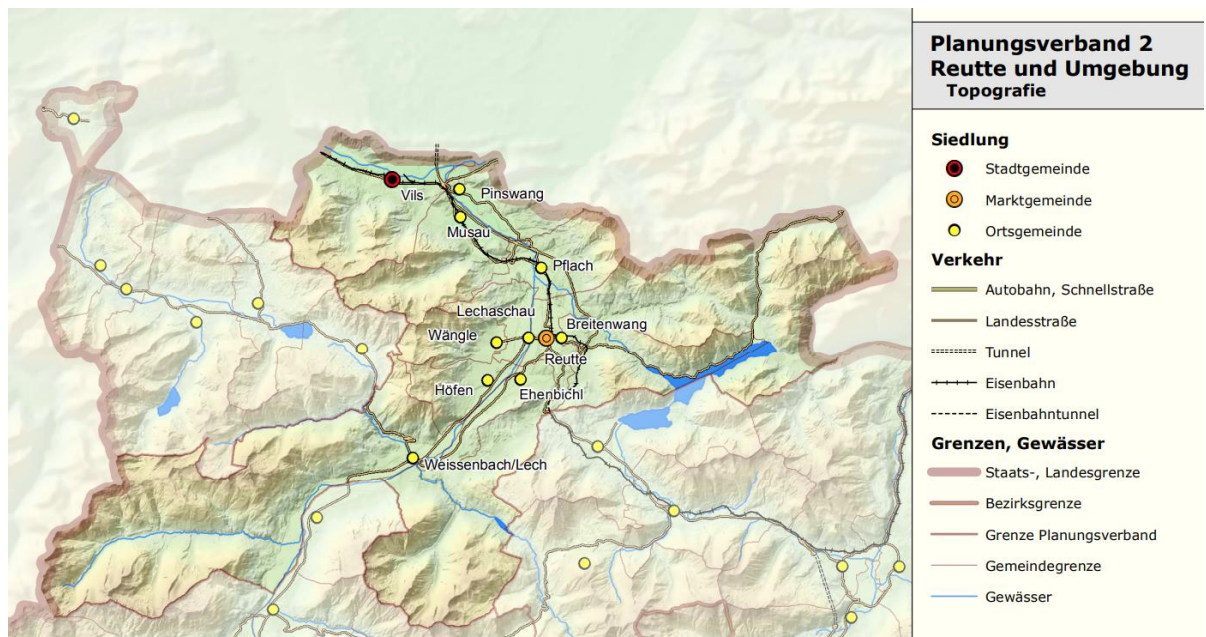 Planungsverband 2
Reutte und Umgebung
Topografie
Siedlung
Stadtgemeinde
Marktgemeinde
Ortsgemeinde
Verkehr
Autobahn, Schnellstraße
Landesstraße
Tunnel
Eisenbahn
Eisenbahntunnel
Grenzen, Gewässer
Staats-, Landesgrenze
Bezirksgrenze
Grenze Planungsverband
Gemeindegrenze
Gewässer
Vils
Pinswang
Musau
Pflach
Lechaschau
Wängle
Breitenwang
Reutte
Höfen
Ehenbichl
Weissenbach/Lech